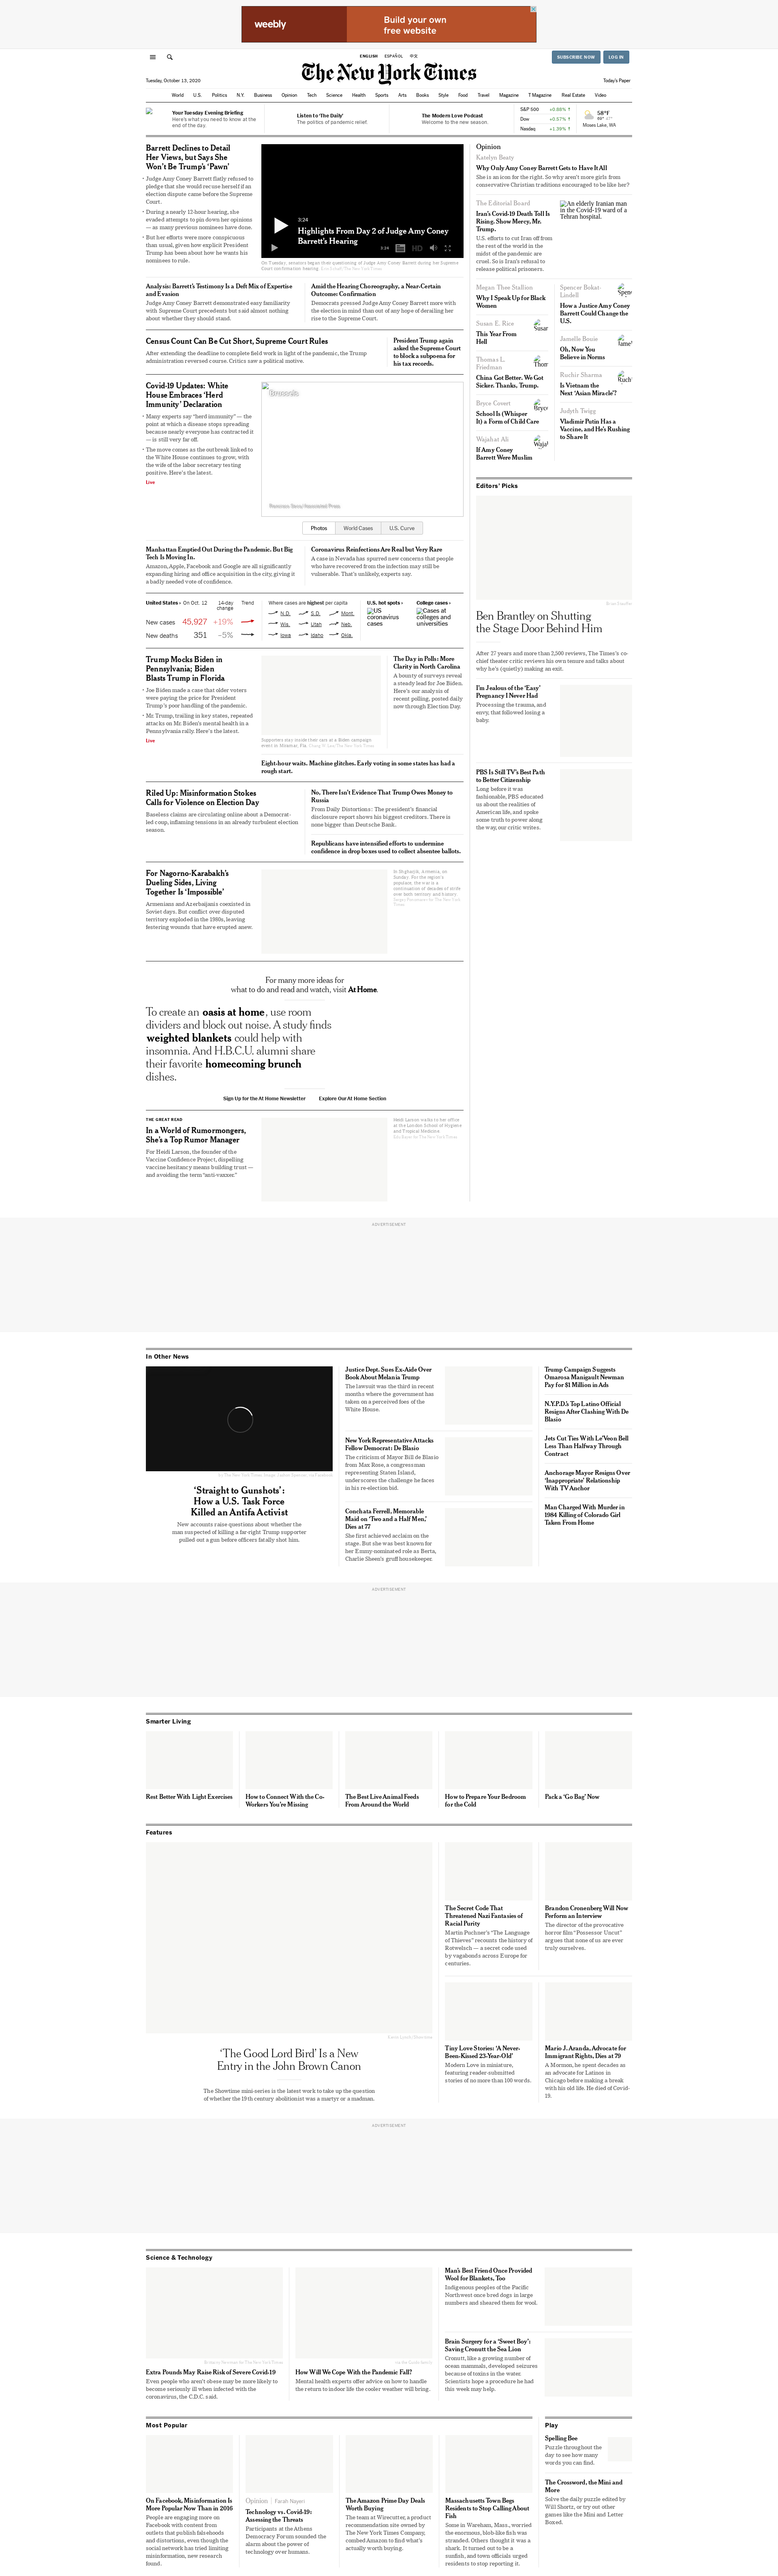 weebly
Build your own
free website
ENGLISH ESPAÑOL 中文
SUBSCRIBE NOW LOG IN
The New York Times
Tuesday, October 13, 2020
Today's Paper
World U.S. Politics N.Y. Business Opinion Tech Science Health Sports Arts Books Style Food Travel Magazine T Magazine Real Estate Video
Your Tuesday Evening Briefing
Here's what you need to know at the
end of the day.
Listen to 'The Daily'
The politics of pandemic relief.
The Modern Love Podcast
Welcome to the new season.
S&P 500
Dow
Nasdaq
58°F
Moses Lake, WA
Barrett Declines to Detail
Her Views, but Says She
Won't Be Trump's 'Pawn'
• Judge Amy Coney Barrett flatly refused to
pledge that she would recuse herself if an
election dispute came before the Supreme
Court.
• During a nearly 12-hour hearing, she
evaded attempts to pin down her opinions
— as many previous nominees have done.
• But her efforts were more conspicuous
than usual, given how explicit President
Trump has been about how he wants his
nominees to rule.
3:24
Highlights From Day 2 of Judge Amy Coney
Barrett's Hearing
3:24 HD
On Tuesday, senators began their questioning of Judge Amy Coney Barrett during her Supreme
Court confirmation hearing.
Analysis: Barrett's Testimony Is a Deft Mix of Expertise
and Evasion
Judge Amy Coney Barrett demonstrated easy familiarity
with Supreme Court precedents but said almost nothing
about whether they should stand.
Amid the Hearing Choreography, a Near-Certain
Outcome: Confirmation
Democrats pressed Judge Amy Coney Barrett more with
the election in mind than out of any hope of derailing her
rise to the Supreme Court.
Census Count Can Be Cut Short, Supreme Court Rules
After extending the deadline to complete field work in light of the pandemic, the Trump
administration reversed course. Critics saw a political motive.
President Trump again
asked the Supreme Court
to block a subpoena for
his tax records.
Covid-19 Updates: White
House Embraces 'Herd
Immunity' Declaration
• Many experts say "herd immunity" — the
point at which a disease stops spreading
because everyone has contracted it
— is still very far off.
• The move comes as the outbreak linked to
the White House continues to grow, with
the wife of the labor secretary testing
positive. Here's the latest.
Live
Brussels
Francisco Seco/Associated Press
Photos World Cases U.S. Curve
Manhattan Emptied Out During the Pandemic. But Big
Tech Is Moving In.
Amazon, Apple, Facebook and Google are all significantly
expanding hiring and office acquisition in the city, giving it
a badly needed vote of confidence.
Coronavirus Reinfections Are Real but Very Rare
A case in Nevada has spurred new concerns that people
who have recovered from the infection may still be
vulnerable. That's unlikely, experts say.
United States › On Oct. 12 14-day Trend
change
New cases 45,927 +19%
New deaths 351 –5%
Where cases are highest per capita
N.D. S.D. Mont.
Wis. Utah Neb.
Iowa Idaho Okla.
U.S. hot spots ›
US
coronavirus
cases
College cases ›
Cases at
colleges and
universities
Trump Mocks Biden in
Pennsylvania; Biden
Blasts Trump in Florida
• Joe Biden made a case that older voters
were paying the price for President
Trump's poor handling of the pandemic.
• Mr. Trump, trailing in key states, repeated
attacks on Mr. Biden's mental health in a
Pennsylvania rally. Here's the latest.
Live
Supporters stay inside their cars at a Biden campaign
event in Miramar, Fla.
The Day in Polls: More
Clarity in North Carolina
A bounty of surveys reveal
a steady lead for Joe Biden.
Here's our analysis of
recent polling, posted daily
now through Election Day.
Eight-hour waits. Machine glitches. Early voting in some states has had a
rough start.
Riled Up: Misinformation Stokes
Calls for Violence on Election Day
Baseless claims are circulating online about a Democrat-
led coup, inflaming tensions in an already turbulent election
season.
No, There Isn't Evidence That Trump Owes Money to
Russia
From Daily Distortions: The president's financial
disclosure report shows his biggest creditors. There is
none bigger than Deutsche Bank.
Republicans have intensified efforts to undermine
confidence in drop boxes used to collect absentee ballots.
For Nagorno-Karabakh's
Dueling Sides, Living
Together Is 'Impossible'
Armenians and Azerbaijanis coexisted in
Soviet days. But conflict over disputed
territory exploded in the 1980s, leaving
festering wounds that have erupted anew.
For many more ideas for
what to do and read and watch, visit At Home.
To create an oasis at home, use room
dividers and block out noise. A study finds
weighted blankets could help with
insomnia. And H.B.C.U. alumni share
their favorite homecoming brunch
dishes.
Sign Up for the At Home Newsletter Explore Our At Home Section
THE GREAT READ
In a World of Rumormongers,
She's a Top Rumor Manager
For Heidi Larson, the founder of the
Vaccine Confidence Project, dispelling
vaccine hesitancy means building trust —
and avoiding the term "anti-vaxxer."
Heidi Larson walks to her office
at the London School of Hygiene
and Tropical Medicine.
Opinion
Katelyn Beaty
Why Only Amy Coney Barrett Gets to Have It All
She is an icon for the right. So why aren't more girls from
conservative Christian traditions encouraged to be like her?
The Editorial Board
Iran's Covid-19 Death Toll Is
Rising. Show Mercy, Mr.
Trump.
U.S. efforts to cut Iran off from
the rest of the world in the
midst of the pandemic are
cruel. So is Iran's refusal to
release political prisoners.
An elderly Iranian man
in the Covid-19 ward of a
Tehran hospital.
Megan Thee Stallion
Why I Speak Up for Black
Women
Susan E. Rice
This Year From
Hell
Thomas L.
Friedman
China Got Better. We Got
Sicker. Thanks, Trump.
Bryce Covert
School Is (Whisper
It) a Form of Child Care
Wajahat Ali
If Amy Coney
Barrett Were Muslim
Spencer Bokat-
Lindell
How a Justice Amy Coney
Barrett Could Change the
U.S.
Jamelle Bouie
Oh, Now You
Believe in Norms
Ruchir Sharma
Is Vietnam the
Next 'Asian Miracle'?
Judyth Twigg
Vladimir Putin Has a
Vaccine, and He's Rushing
to Share It
Editors' Picks
Ben Brantley on Shutting
the Stage Door Behind Him
After 27 years and more than 2,500 reviews, The Times's co-
chief theater critic reviews his own tenure and talks about
why he's (quietly) making an exit.
I'm Jealous of the 'Easy'
Pregnancy I Never Had
Processing the trauma, and
envy, that followed losing a
baby.
PBS Is Still TV's Best Path
to Better Citizenship
Long before it was
fashionable, PBS educated
us about the realities of
American life, and spoke
some truth to power along
the way, our critic writes.
ADVERTISEMENT
In Other News
'Straight to Gunshots':
How a U.S. Task Force
Killed an Antifa Activist
New accounts raise questions about whether the
man suspected of killing a far-right Trump supporter
pulled out a gun before officers fatally shot him.
Justice Dept. Sues Ex-Aide Over
Book About Melania Trump
The lawsuit was the third in recent
months where the government has
taken on a perceived foe of the
White House.
New York Representative Attacks
Fellow Democrat: De Blasio
The criticism of Mayor Bill de Blasio
from Max Rose, a congressman
representing Staten Island,
underscores the challenge he faces
in his re-election bid.
Conchata Ferrell, Memorable
Maid on 'Two and a Half Men,'
Dies at 77
She first achieved acclaim on the
stage. But she was best known for
her Emmy-nominated role as Berta,
Charlie Sheen's gruff housekeeper.
Trump Campaign Suggests
Omarosa Manigault Newman
Pay for $1 Million in Ads
N.Y.P.D.'s Top Latino Official
Resigns After Clashing With De
Blasio
Jets Cut Ties With Le'Veon Bell
Less Than Halfway Through
Contract
Anchorage Mayor Resigns Over
'Inappropriate' Relationship
With TV Anchor
Man Charged With Murder in
1984 Killing of Colorado Girl
Taken From Home
ADVERTISEMENT
Smarter Living
Rest Better With Light Exercises
How to Connect With the Co-
Workers You're Missing
The Best Live Animal Feeds
From Around the World
How to Prepare Your Bedroom
for the Cold
Pack a 'Go Bag' Now
Features
'The Good Lord Bird' Is a New
Entry in the John Brown Canon
The Showtime mini-series is the latest work to take up the question
of whether the 19th century abolitionist was a martyr or a madman.
The Secret Code That
Threatened Nazi Fantasies of
Racial Purity
Martin Puchner's "The Language
of Thieves" recounts the history of
Rotwelsch — a secret code used
by vagabonds across Europe for
centuries.
Brandon Cronenberg Will Now
Perform an Interview
The director of the provocative
horror film "Possessor Uncut"
argues that none of us are ever
truly ourselves.
Tiny Love Stories: 'A Never-
Been-Kissed 23-Year-Old'
Modern Love in miniature,
featuring reader-submitted
stories of no more than 100 words.
Mario J. Aranda, Advocate for
Immigrant Rights, Dies at 79
A Mormon, he spent decades as
an advocate for Latinos in
Chicago before making a break
with his old life. He died of Covid-
19.
ADVERTISEMENT
Science & Technology
Extra Pounds May Raise Risk of Severe Covid-19
Even people who aren't obese may be more likely to
become seriously ill when infected with the
coronavirus, the C.D.C. said.
How Will We Cope With the Pandemic Fall?
Mental health experts offer advice on how to handle
the return to indoor life the cooler weather will bring.
Man's Best Friend Once Provided
Wool for Blankets, Too
Indigenous peoples of the Pacific
Northwest once bred dogs in large
numbers and sheared them for wool.
Brain Surgery for a 'Sweet Boy':
Saving Cronutt the Sea Lion
Cronutt, like a growing number of
ocean mammals, developed seizures
because of toxins in the water.
Scientists hope a procedure he had
this week may help.
Most Popular
On Facebook, Misinformation Is
More Popular Now Than in 2016
People are engaging more on
Facebook with content from
outlets that publish falsehoods
and distortions, even though the
social network has tried limiting
misinformation, new research
found.
Opinion | Farah Nayeri
Technology vs. Covid-19:
Assessing the Threats
Participants at the Athens
Democracy Forum sounded the
alarm about the power of
technology over humans.
The Amazon Prime Day Deals
Worth Buying
The team at Wirecutter, a product
recommendation site owned by
The New York Times Company,
combed Amazon to find what's
actually worth buying.
Massachusetts Town Begs
Residents to Stop Calling About
Fish
Some in Wareham, Mass., worried
the enormous, blob-like fish was
stranded. Others thought it was a
shark. It turned out to be a
sunfish, and town officials urged
residents to stop reporting it.
Play
Spelling Bee
Puzzle throughout the
day to see how many
words you can find.
The Crossword, the Mini and
More
Solve the daily puzzle edited by
Will Shortz, or try out other
games like the Mini and Letter
Boxed.